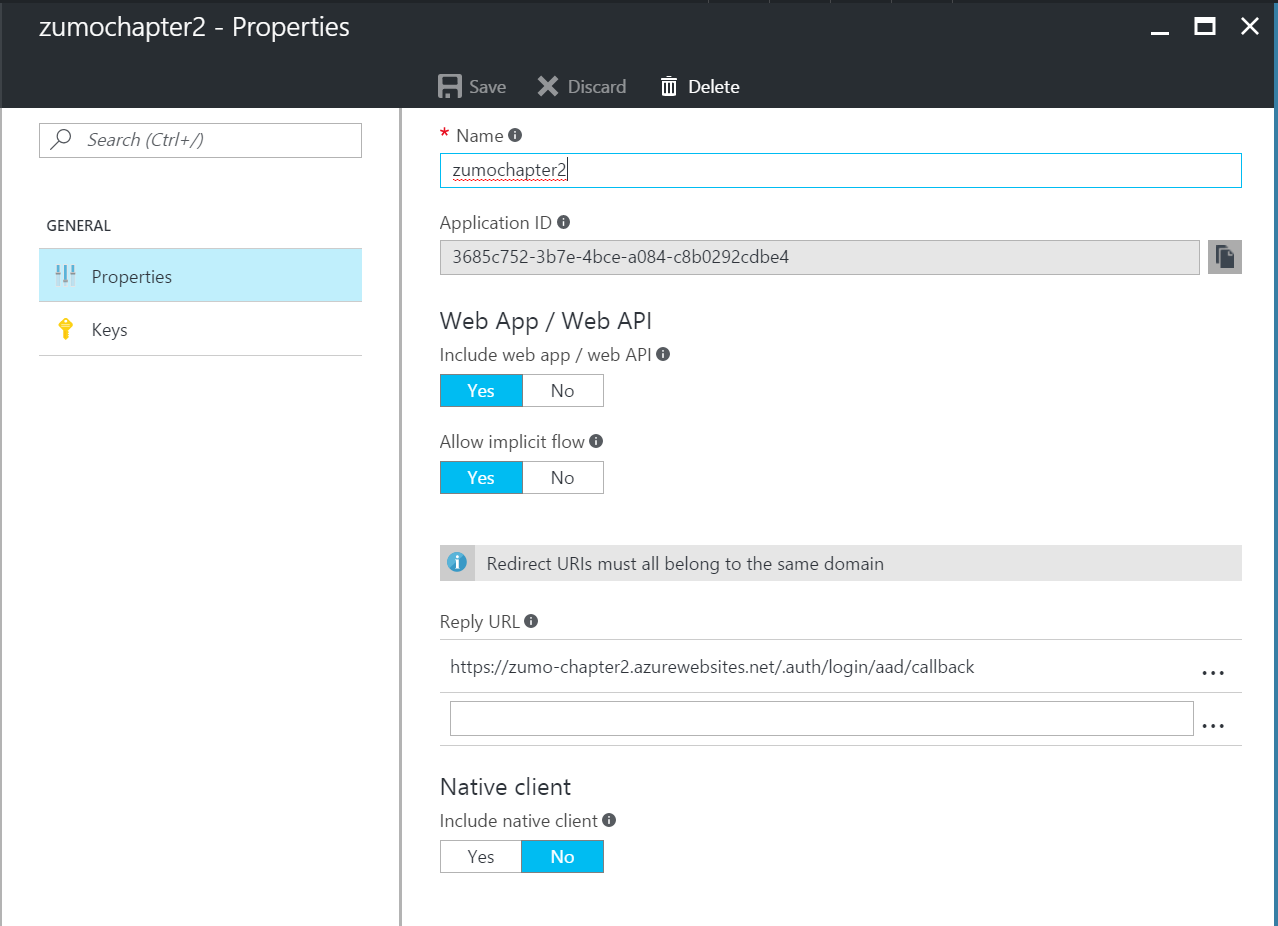 zumochapter2 - Properties
Save Discard Delete
Search (Ctrl+/)
GENERAL
Properties
Keys
* Name
zumochapter2
Application ID
3685c752-3b7e-4bce-a084-c8b0292cdbe4
Web App / Web API
Include web app / web API
Yes No
Allow implicit flow
Yes No
Redirect URIs must all belong to the same domain
Reply URL
https://zumo-chapter2.azurewebsites.net/.auth/login/aad/callback
...
...
Native client
Include native client
Yes No